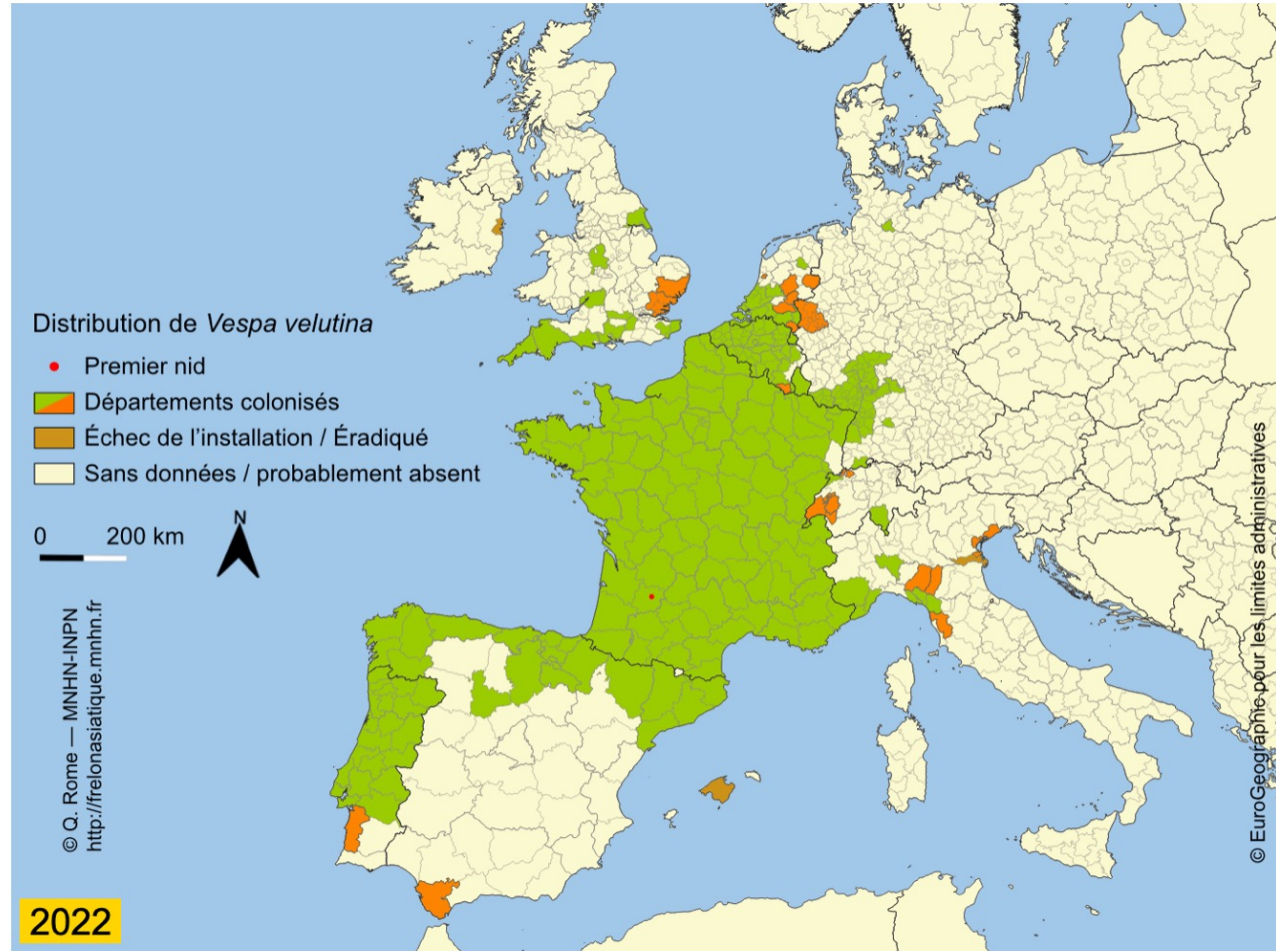 Distribution de Vespa velutina
Premier nid
Départements colonisés
Échec de l'installation / Éradiqué
Sans données / probablement absent
0 200 km
N
© Q. Rome — MNHN-INPN
http://frelonasiatique.mnhn.fr
2022
© EuroGeographic pour les limites administratives